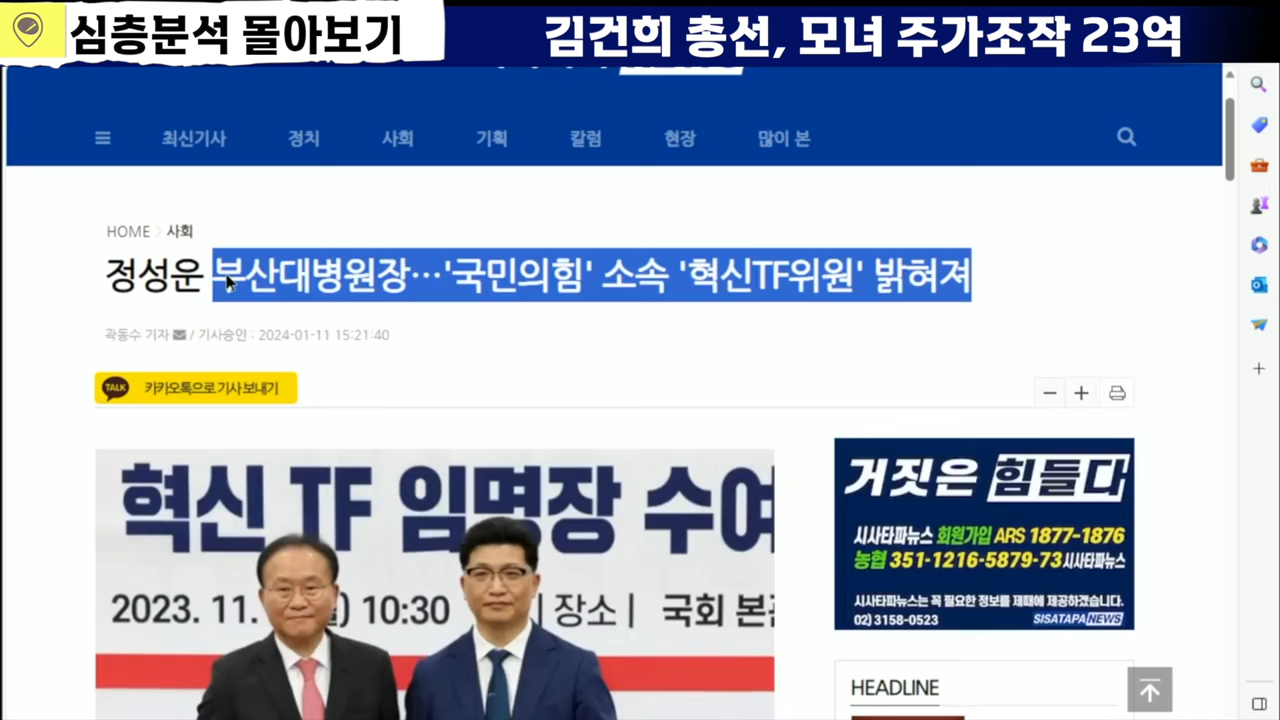 심층분석 몰아보기
김건희 총선, 모녀 주가조작 23억
최신기사 정치 사회 기획 칼럼 현장 많이 본
HOME 사회
정성운 부산대병원장…'국민의힘' 소속 '혁신TF위원' 밝혀져
곽동수 기자 / 기사승인 : 2024-01-11 15:21:40
TALK 카카오톡으로 기사 보내기
혁신 TF 임명장 수여
2023. 11. 10:30 장소 | 국회 본관
거짓은 힘들다
시사타파뉴스 회원가입 ARS 1877-1876
농협 351-1216-5879-73 시사타파뉴스
시사타파뉴스는 꼭 필요한 정보를 제때에 제공하겠습니다.
02) 3158-0523 SISATAPANEWS
HEADLINE